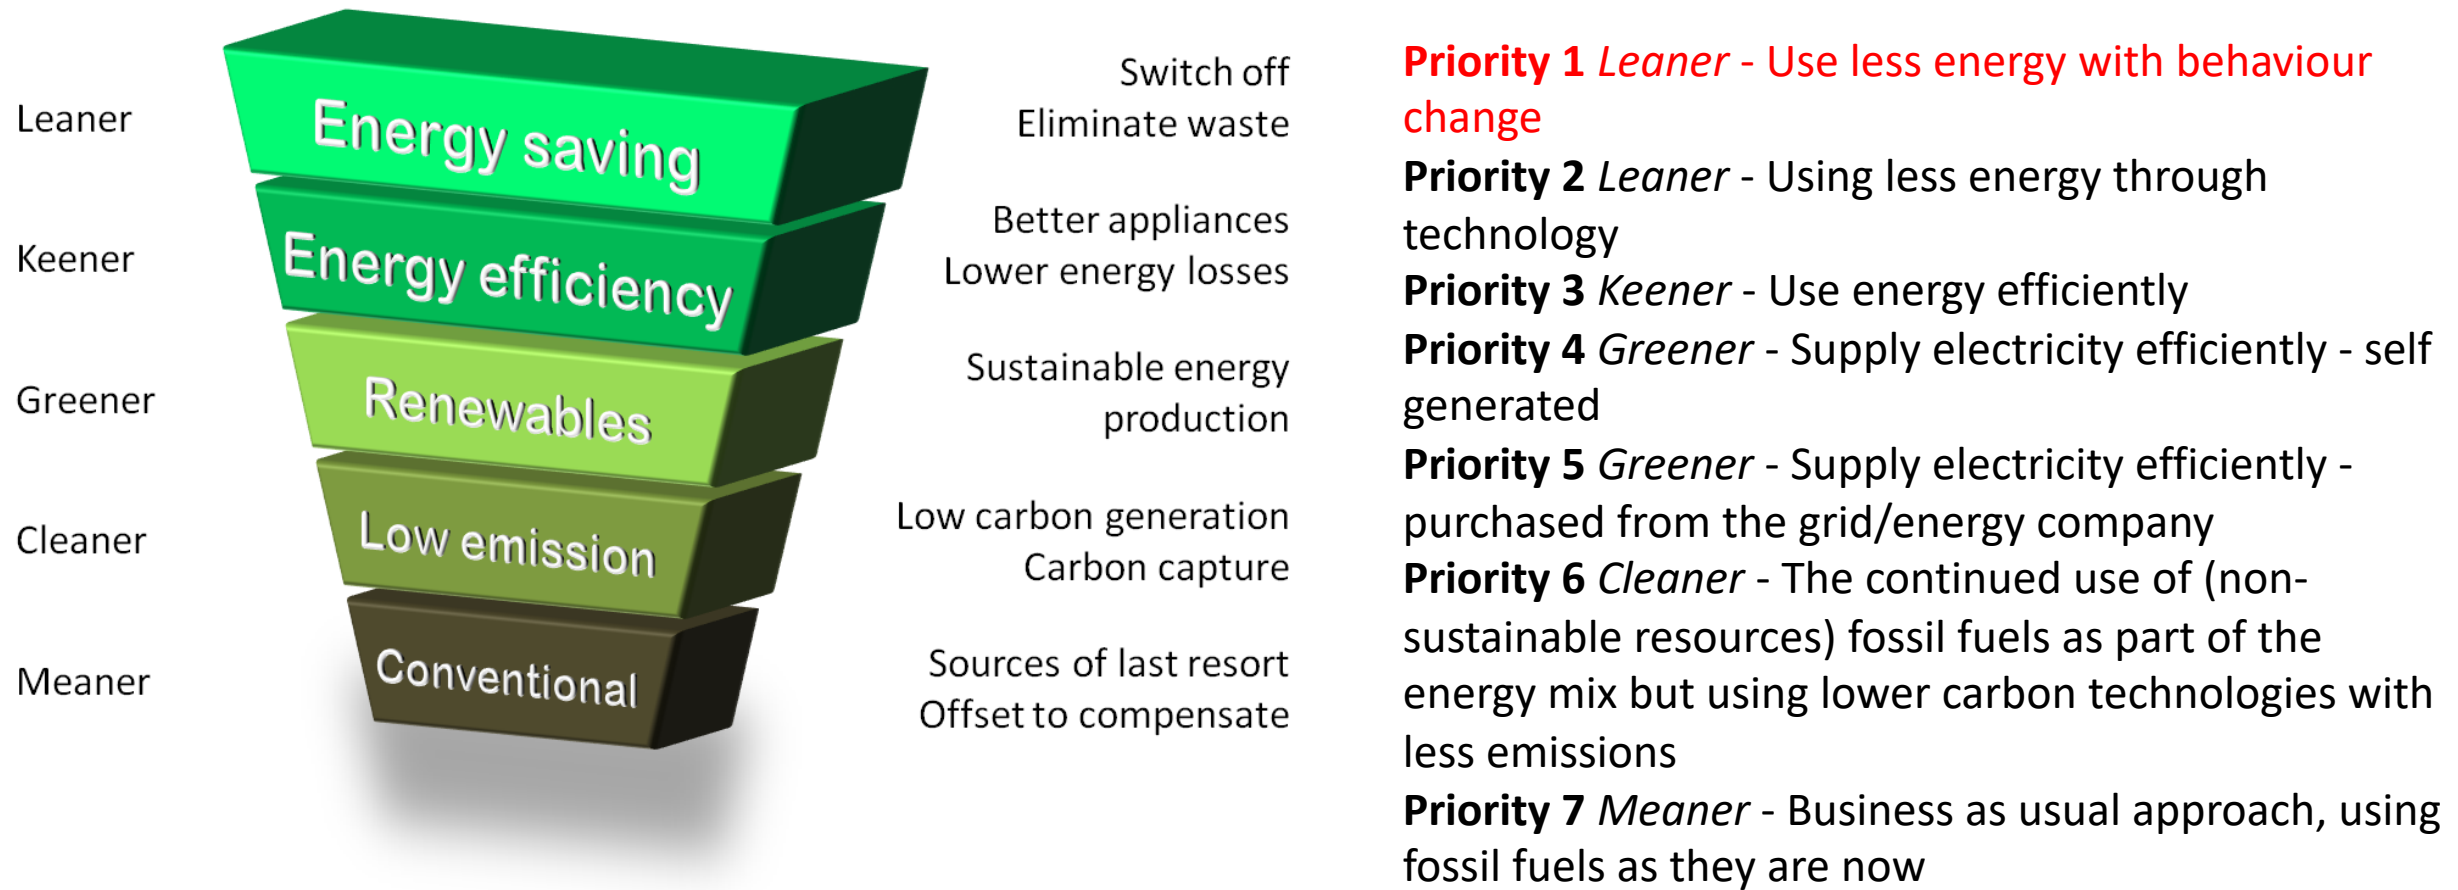 Leaner
Keener
Greener
Cleaner
Meaner
Energy saving
Energy efficiency
Renewables
Low emission
Conventional
Switch off
Eliminate waste
Better appliances
Lower energy losses
Sustainable energy
production
Low carbon generation
Carbon capture
Sources of last resort
Offset to compensate
Priority 1 Leaner - Use less energy with behaviour
change
Priority 2 Leaner - Using less energy through
technology
Priority 3 Keener - Use energy efficiently
Priority 4 Greener - Supply electricity efficiently - self
generated
Priority 5 Greener - Supply electricity efficiently -
purchased from the grid/energy company
Priority 6 Cleaner - The continued use of (non-
sustainable resources) fossil fuels as part of the
energy mix but using lower carbon technologies with
less emissions
Priority 7 Meaner - Business as usual approach, using
fossil fuels as they are now